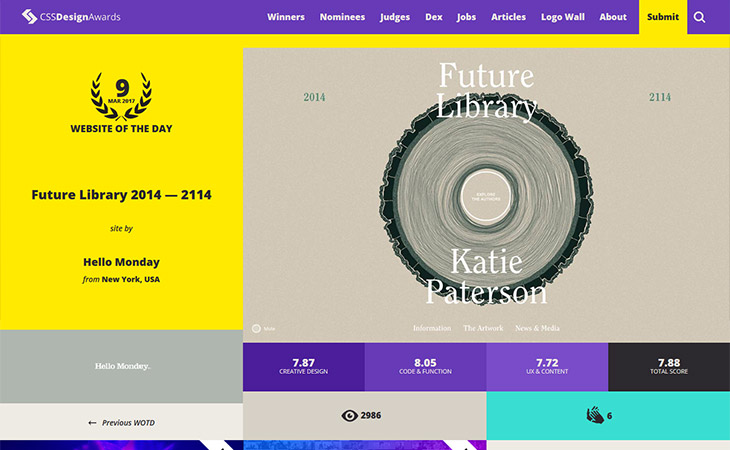 CSSDesignAwards
Winners Nominees Judges Dex Jobs Articles Logo Wall About Submit
9
MAR 2017
WEBSITE OF THE DAY
Future Library 2014 — 2114
site by
Hello Monday
from New York, USA
Hello Monday.
← Previous WOTD
Future
Library
2014
2114
EXPLORE
THE AUTHORS
Katie
Paterson
Information The Artwork News & Media
7.87
CREATIVE DESIGN
8.05
CODE & FUNCTION
7.72
UX & CONTENT
7.88
TOTAL SCORE
2986
6